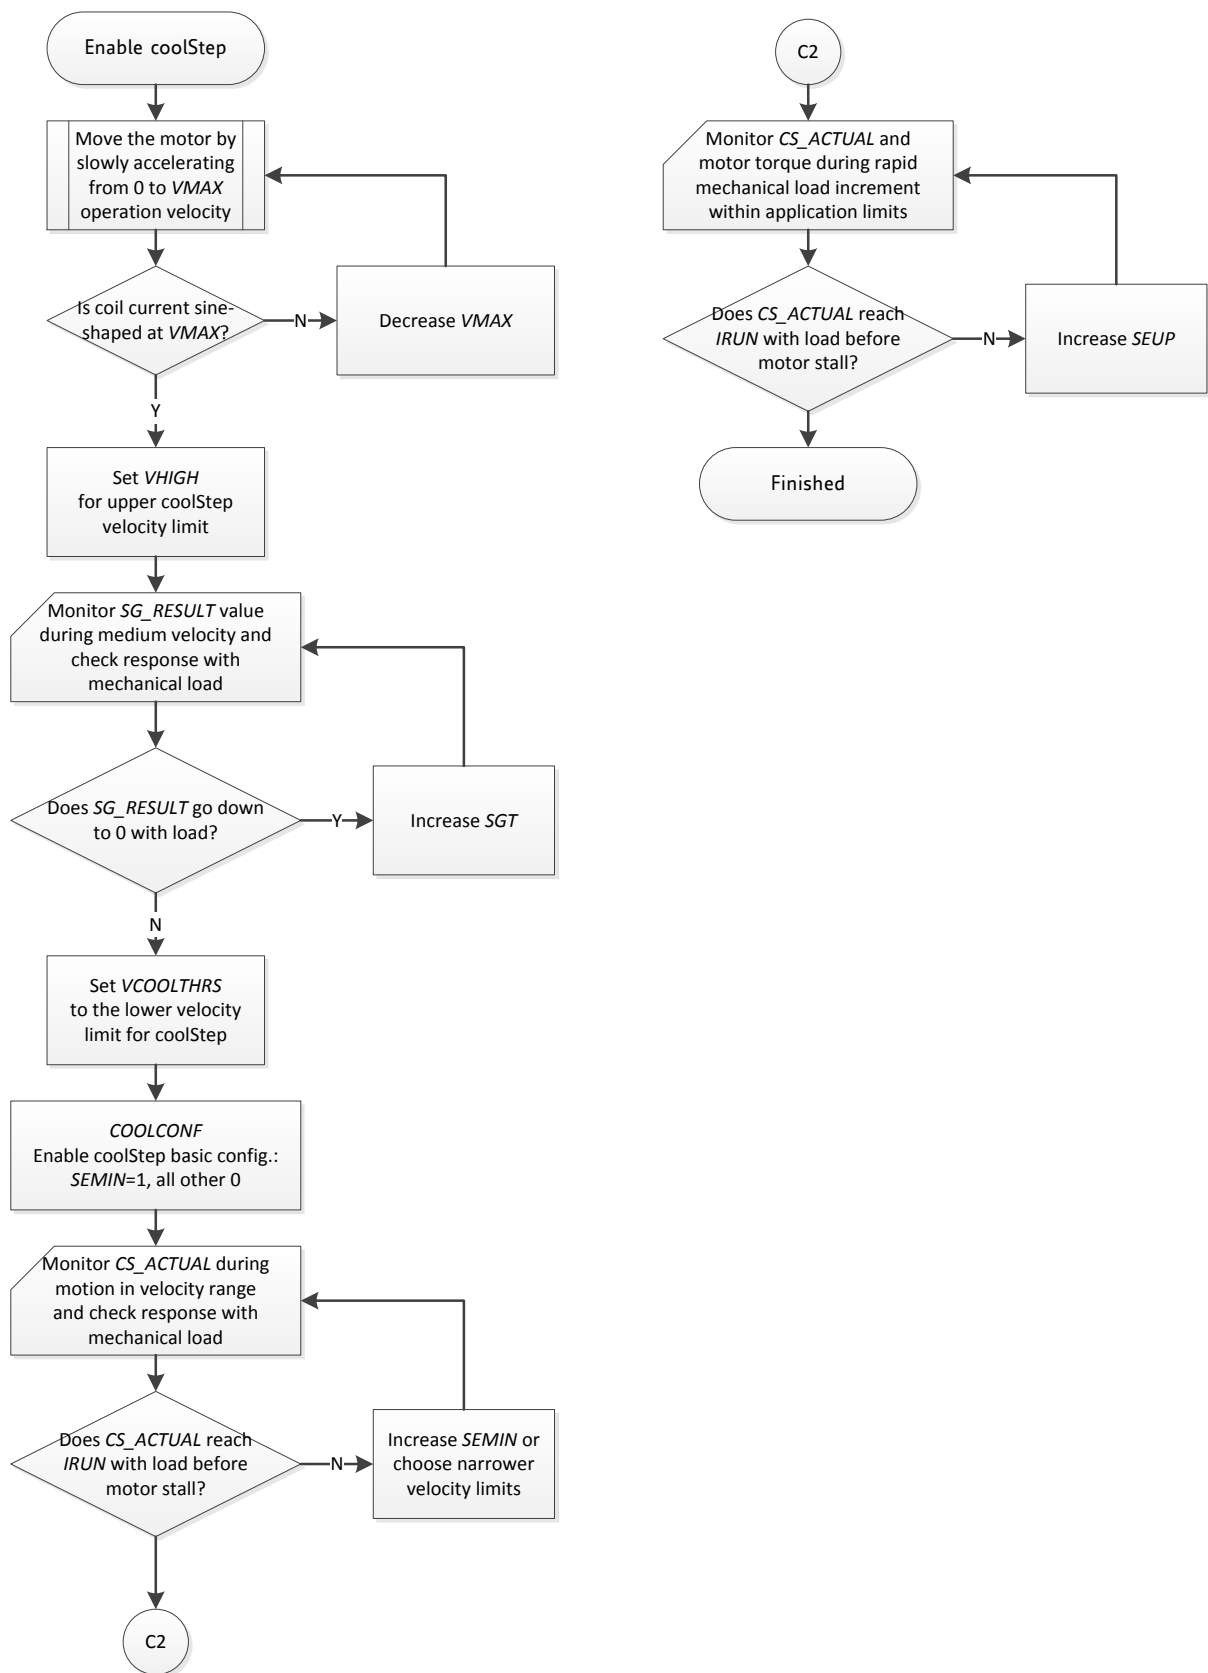 Enable coolStep
Move the motor by
slowly accelerating
from 0 to VMAX
operation velocity
Is coil current sine-
shaped at VMAX?
N
Decrease VMAX
Y
Set VHIGH
for upper coolStep
velocity limit
Monitor SG_RESULT value
during medium velocity and
check response with
mechanical load
Does SG_RESULT go down
to 0 with load?
Y
Increase SGT
N
Set VCOOLTHRS
to the lower velocity
limit for coolStep
COOLCONF
Enable coolStep basic config.:
SEMIN=1, all other 0
Monitor CS_ACTUAL during
motion in velocity range
and check response with
mechanical load
Does CS_ACTUAL reach
IRUN with load before
motor stall?
N
Increase SEMIN or
choose narrower
velocity limits
C2
C2
Monitor CS_ACTUAL and
motor torque during rapid
mechanical load increment
within application limits
Does CS_ACTUAL reach
IRUN with load before
motor stall?
N
Increase SEUP
Finished